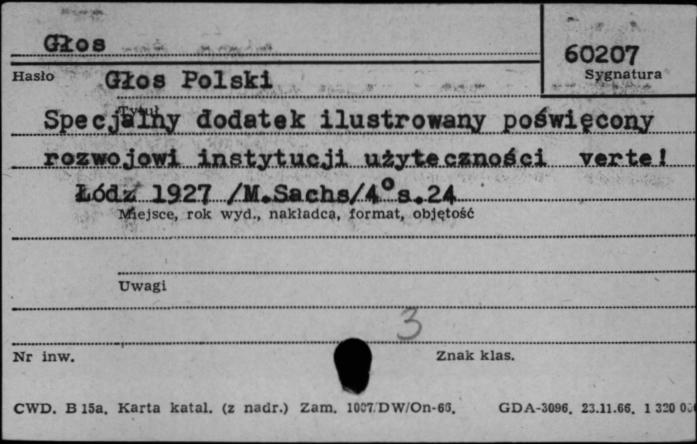 Głos
60207
Hasło
Sygnatura
Głos Polski
Tytuł
Specjalny dodatek ilustrowany poświęcony
rozwojowi instytucji użyteczności verte!
Łódź 1927 /M.Sachs/4° s.24
Miejsce, rok wyd., nakładca, format, objętość
Uwagi
3
Nr inw.
Znak klas.
CWD. B 15a. Karta katal. (z nadr.) Zam. 1007/DW/On-66. GDA-3096. 23.11.66. 1 320